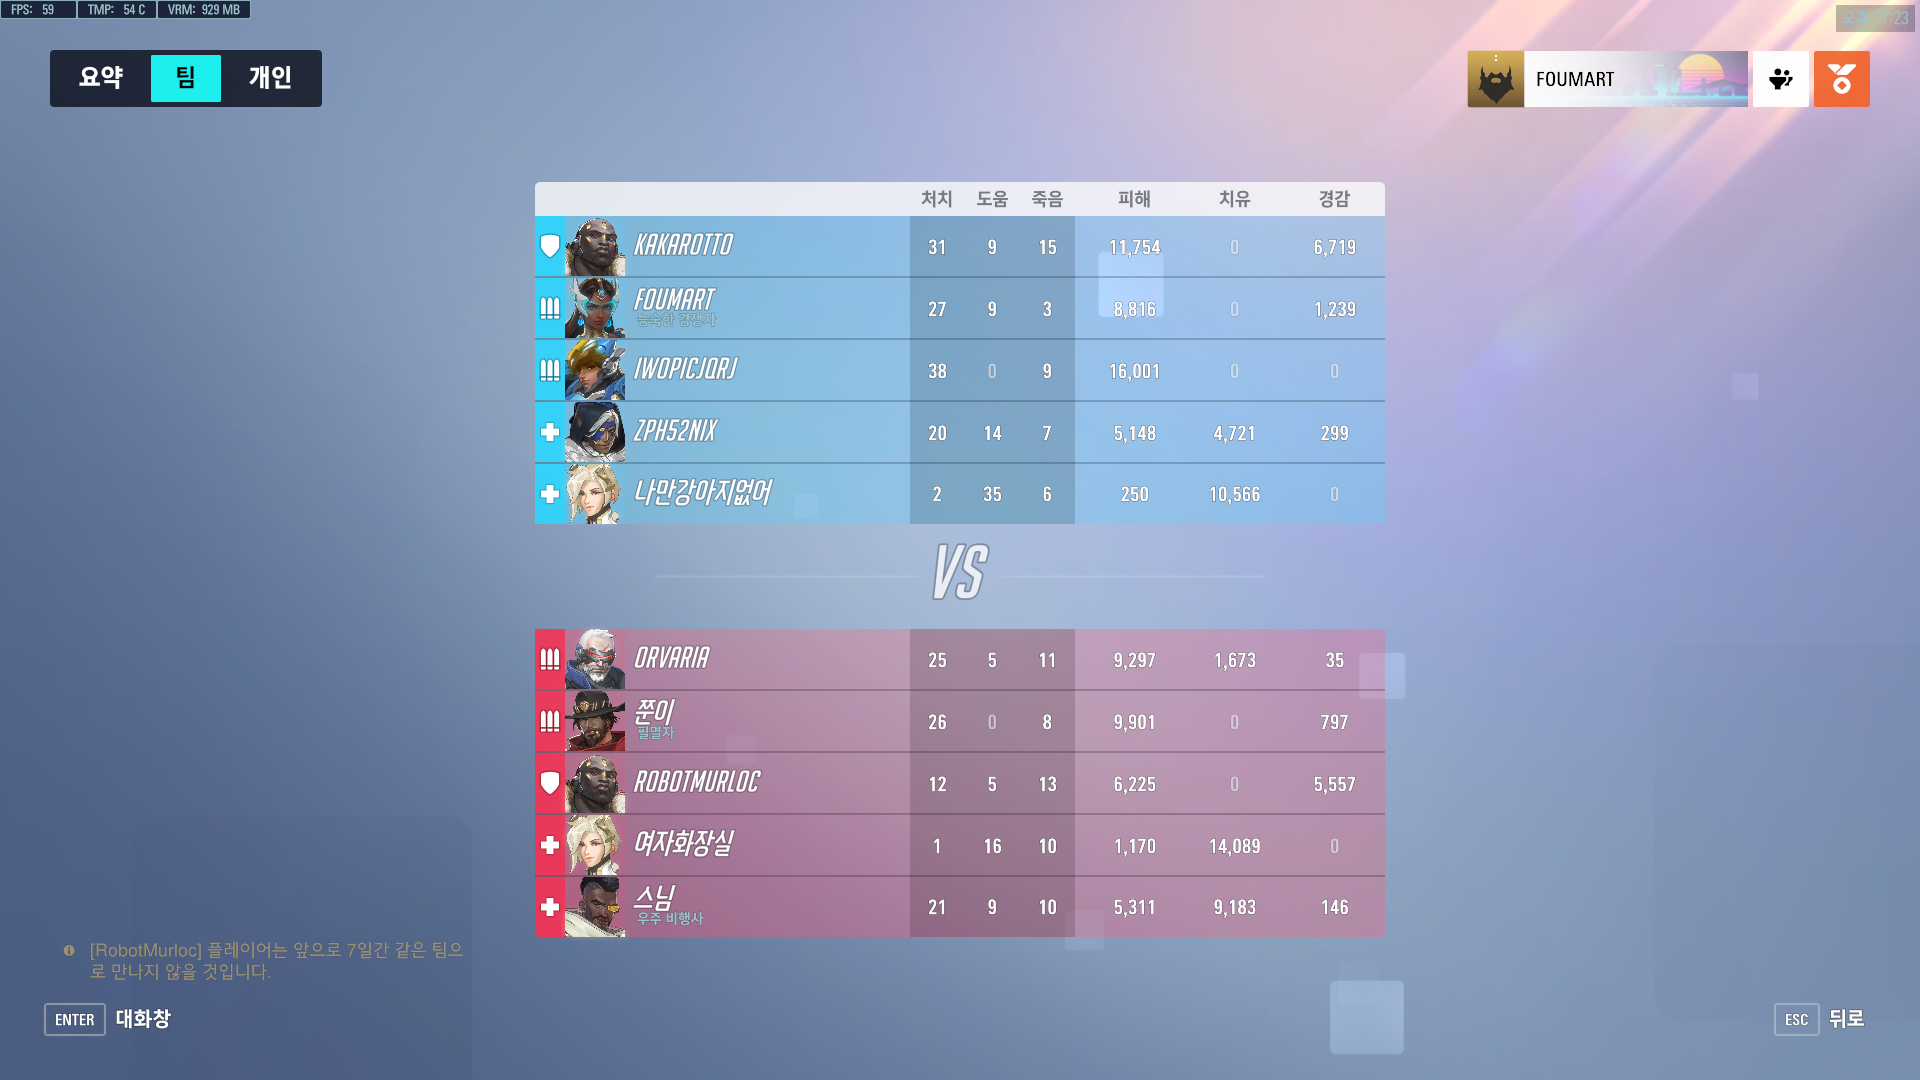 FPS: 59 TMP: 54 C VRM: 929 MB
요약 팀 개인
FOUMART
처치 도움 죽음 피해 치유 경감
KAKAROTTO 31 9 15 11,754 0 6,719
FOUMART 27 9 3 8,816 0 1,239
능숙한 경쟁자
IWOPICJQRJ 38 0 9 16,001 0 0
ZPH52NIX 20 14 7 5,148 4,721 299
나만강아지없어 2 35 6 250 10,566 0
VS
ORVARIA 25 5 11 9,297 1,673 35
쭌이 26 0 8 9,901 0 797
필멸자
ROBOTMURLOC 12 5 13 6,225 0 5,557
여자화장실 1 16 10 1,170 14,089 0
스님 21 9 10 5,311 9,183 146
우주 비행사
[RobotMurloc] 플레이어는 앞으로 7일간 같은 팀으
로 만나지 않을 것입니다.
ENTER 대화창
ESC 뒤로